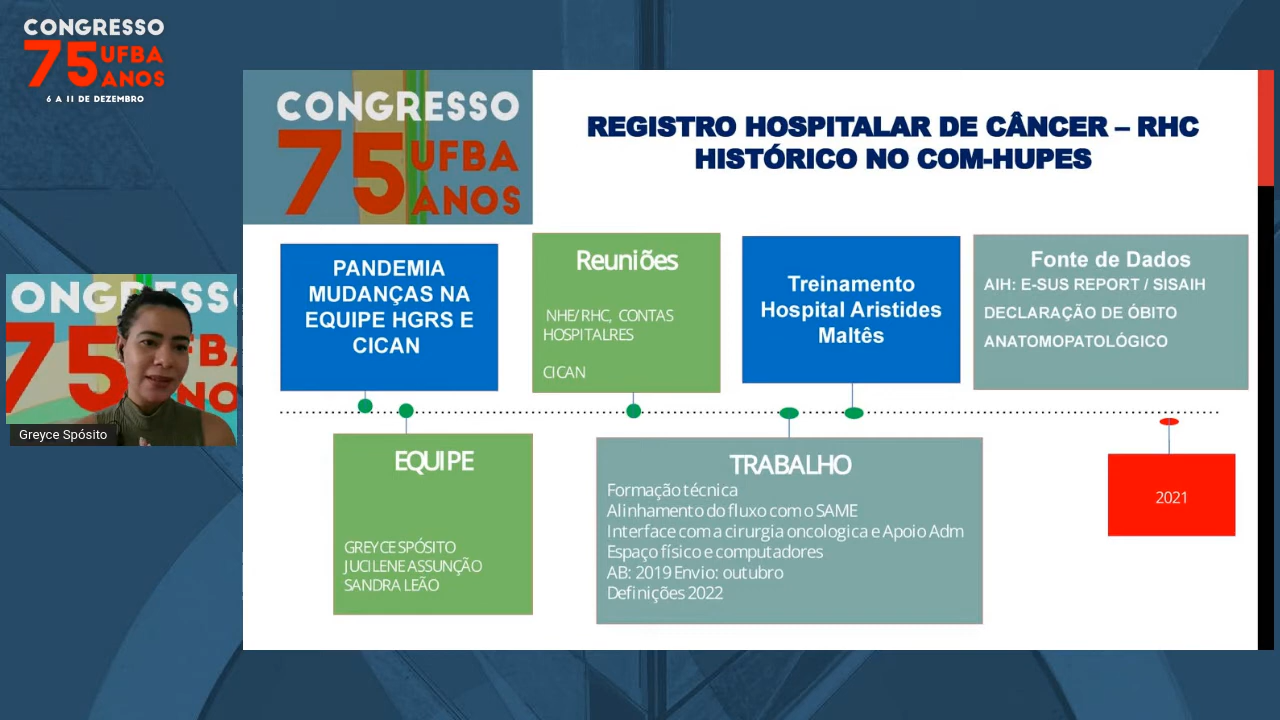 CONGRESSO
75 UFBA
ANOS
6 A 11 DE DEZEMBRO
CONGRESSO
75 UFBA
ANOS
REGISTRO HOSPITALAR DE CÂNCER – RHC
HISTÓRICO NO COM-HUPES
PANDEMIA
MUDANÇAS NA
EQUIPE HGRS E
CICAN
Reuniões
NHE/RHC, CONTAS
HOSPITALRES
CICAN
Treinamento
Hospital Aristides
Maltês
Fonte de Dados
AIH: E-SUS REPORT / SISAIH
DECLARAÇÃO DE ÓBITO
ANATOMOPATOLÓGICO
EQUIPE
GREYCE SPÓSITO
JUCILENE ASSUNÇÃO
SANDRA LEÃO
TRABALHO
Formação técnica
Alinhamento do fluxo com o SAME
Interface com a cirurgia oncologica e Apoio Adm
Espaço físico e computadores
AB: 2019 Envio: outubro
Definições 2022
2021
75
Greyce Spósito